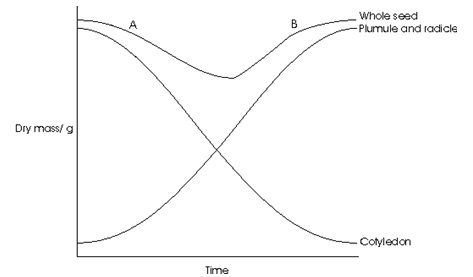 Whole seed
A
B
Plumule and radicle
Dry mass/ g
Cotyledon
Time